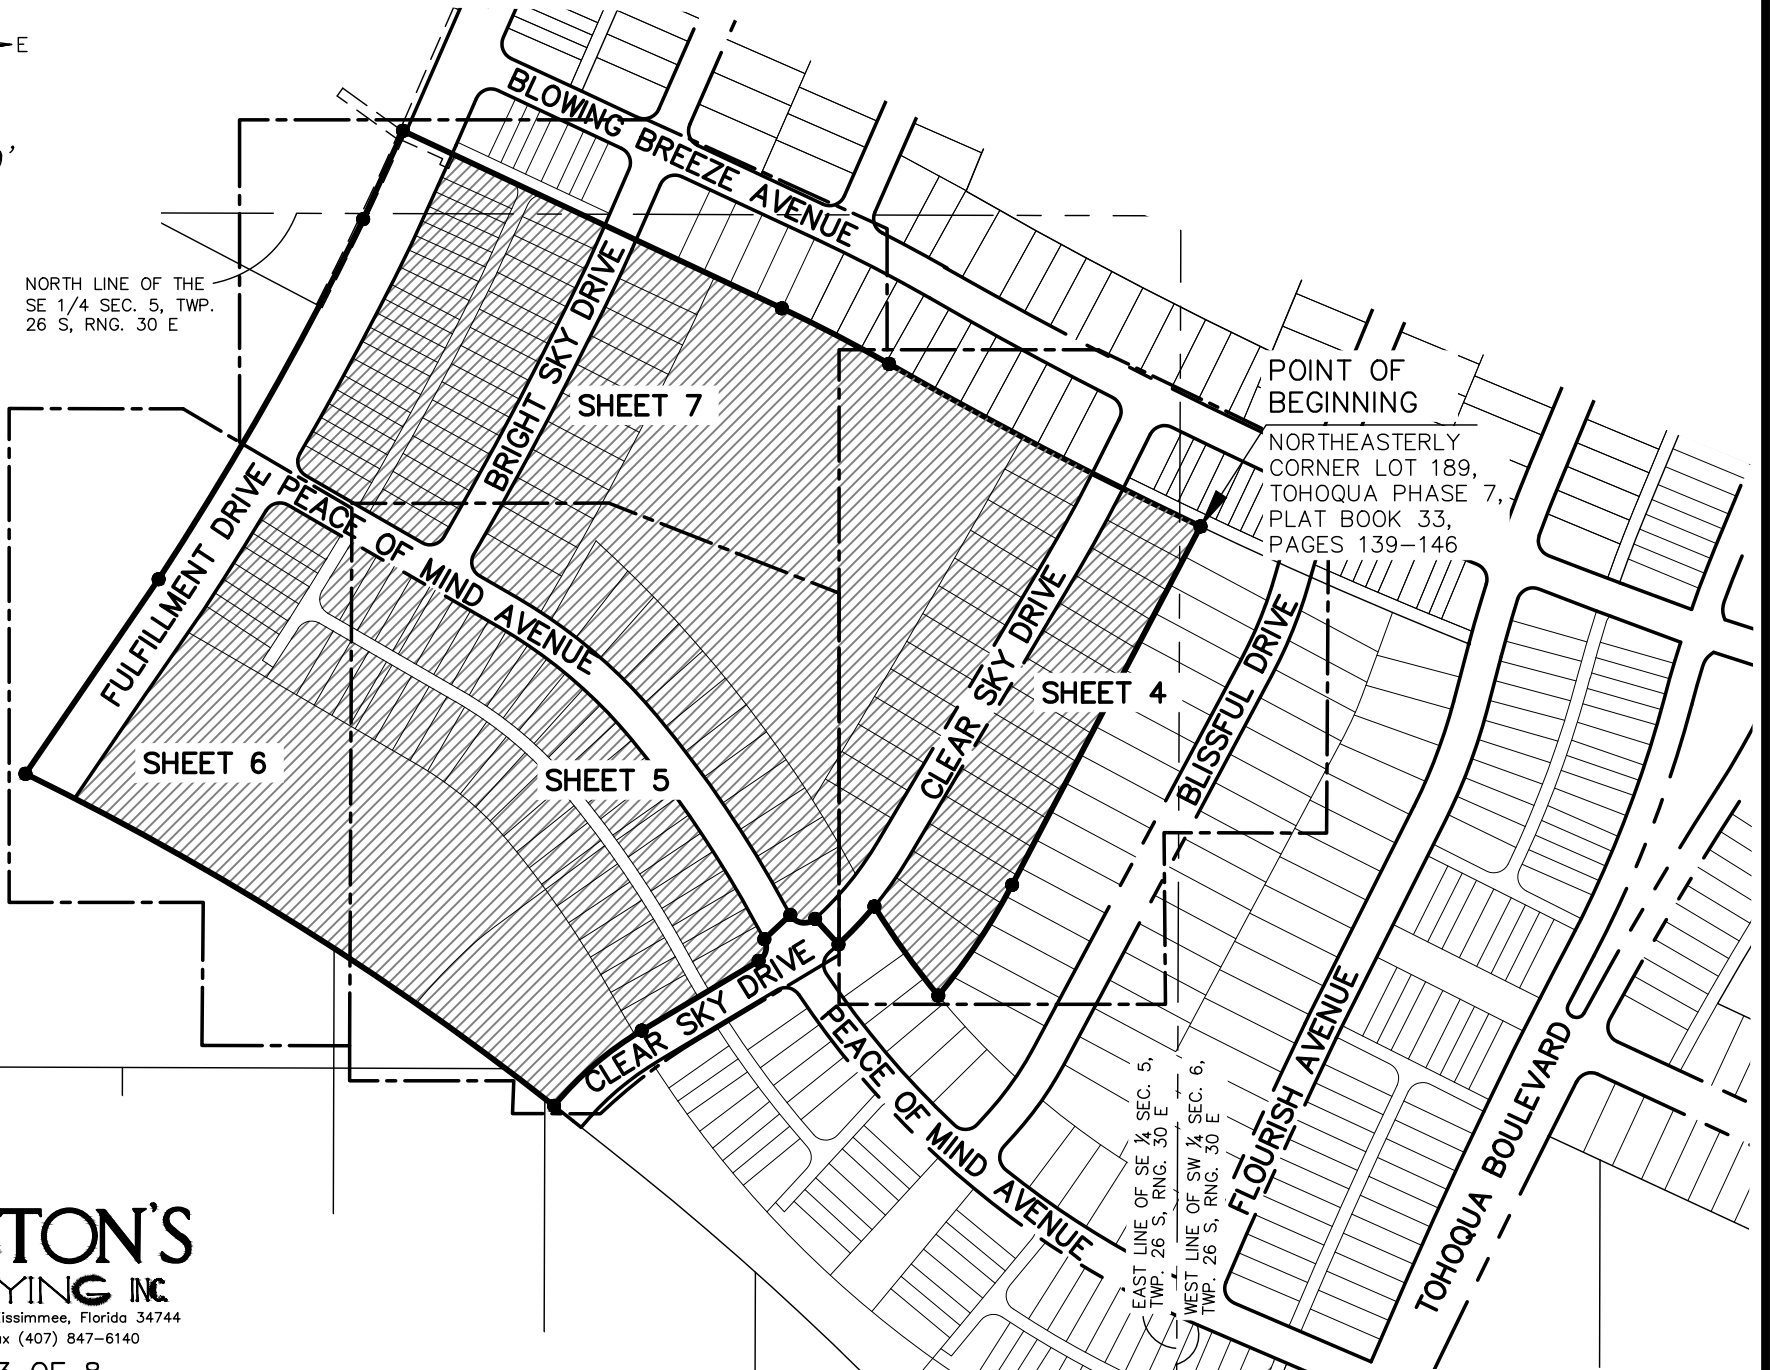 E
BLOWING BREEZE AVENUE
NORTH LINE OF THE
SE 1/4 SEC. 5, TWP.
26 S, RNG. 30 E
BRIGHT SKY DRIVE
SHEET 7
POINT OF
BEGINNING
NORTHEASTERLY
CORNER LOT 189,
TOHOQUA PHASE 7,
PLAT BOOK 33,
PAGES 139-146
FULFILLMENT DRIVE
PEACE OF MIND AVENUE
CLEAR SKY DRIVE
SHEET 4
BLISSFUL DRIVE
SHEET 6
SHEET 5
CLEAR SKY DRIVE
PEACE OF MIND AVENUE
EAST LINE OF SE ¼ SEC. 5,
TWP. 26 S, RNG. 30 E
WEST LINE OF SW ¼ SEC. 6,
TWP. 26 S, RNG. 30 E
FLOURISH AVENUE
TOHOQUA BOULEVARD
TON'S
YING INC.
issimmee, Florida 34744
ax (407) 847-6140
3 OF 8